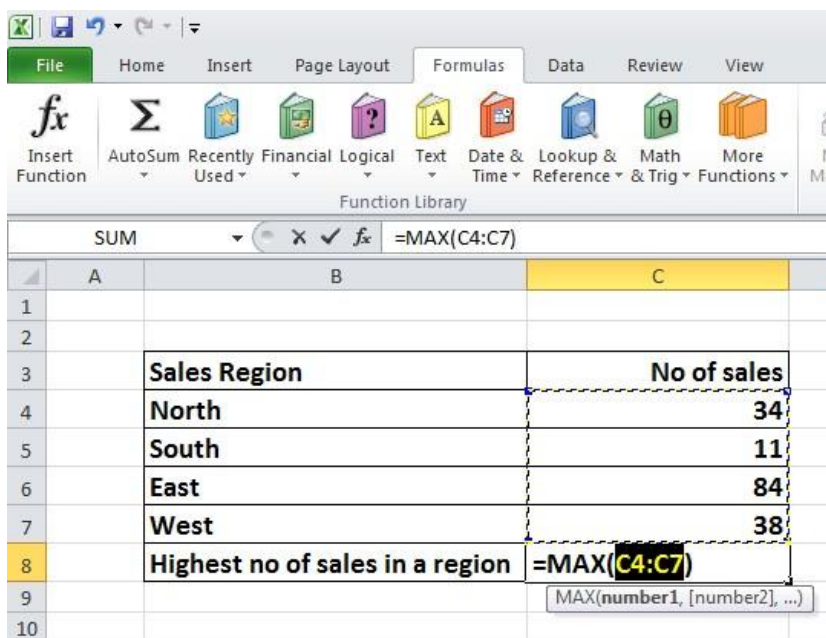 File Home Insert Page Layout Formulas Data Review View
fx Σ ? A θ
Insert Function AutoSum Recently Used Financial Logical Text Date & Time Lookup & Reference Math & Trig More Functions M
Function Library
SUM fx =MAX(C4:C7)
A B C
1
2
3 Sales Region No of sales
4 North 34
5 South 11
6 East 84
7 West 38
8 Highest no of sales in a region =MAX(C4:C7)
9 MAX(number1, [number2], ...)
10